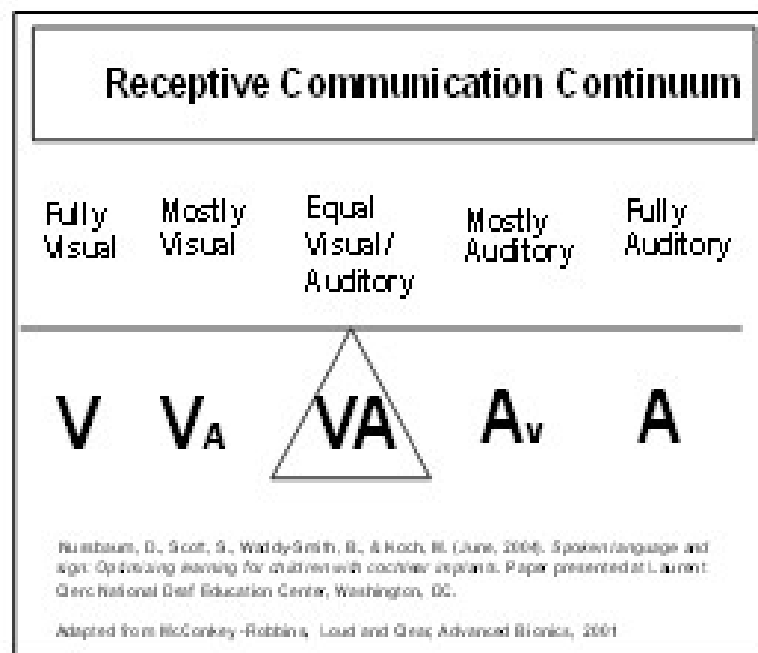 Receptive Communication Continuum
Fully Visual
Mostly Visual
Equal Visual/ Auditory
Mostly Auditory
Fully Auditory
V
VA
VA
Av
A
Nussbaum, D., Scott, S., Waddy-Smith, B., & Koch, M. (June, 2004). Spoken language and
sign: Optimizing learning for children with cochlear implants. Paper presented at Laurent
Clerc National Deaf Education Center, Washington, DC.
Adapted from McConkey-Robbins, Loud and Clear, Advanced Bionics, 2001